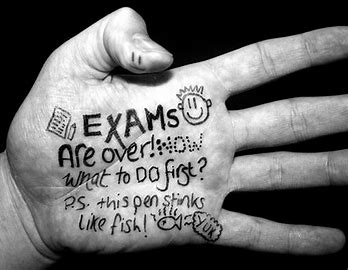 EXAMs
Are over! NOW
What to DO first?
P.S. this pen stinks
like fish!
YUK